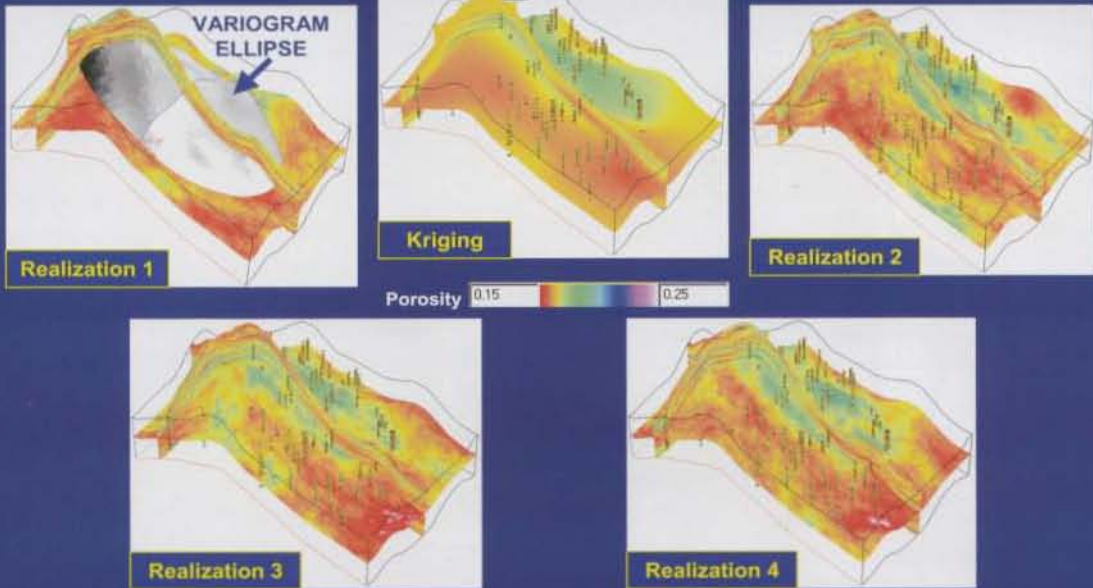 VARIOGRAM
ELLIPSE
Realization 1
Kriging
Realization 2
Porosity 0.15 0.25
Realization 3
Realization 4